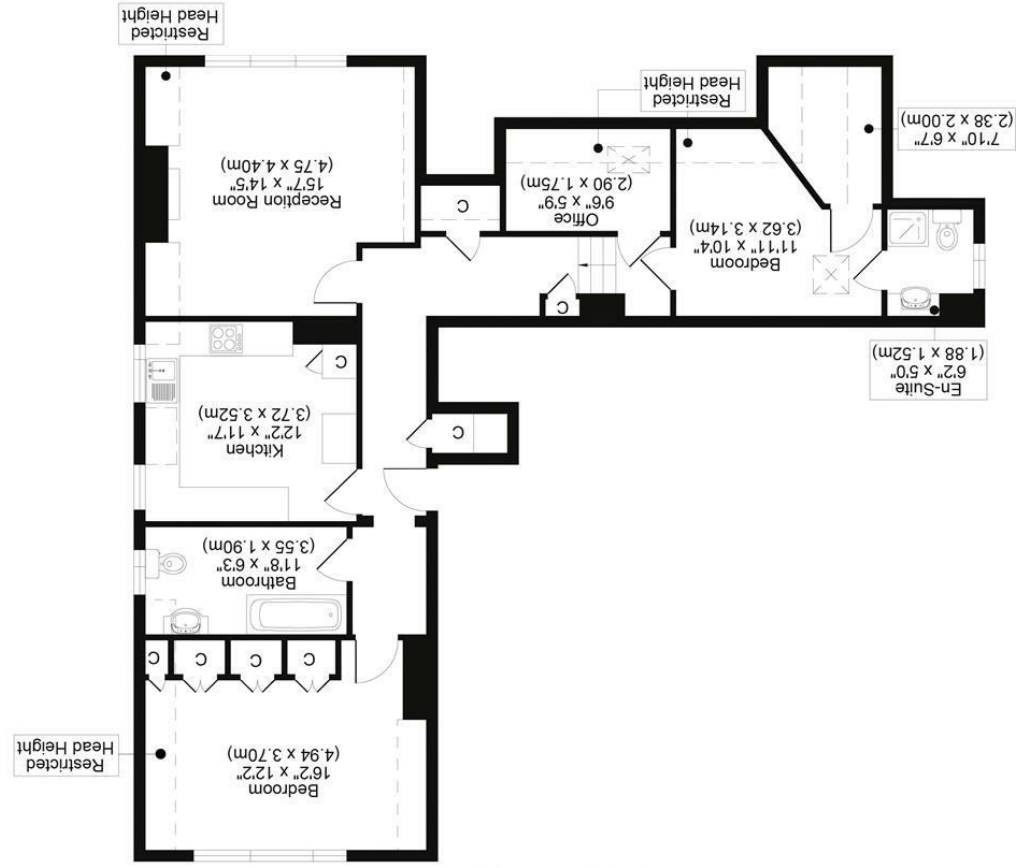 Bedroom
16'2" x 12'2"
(4.94 x 3.70m)
Restricted
Head Height
C
C
C
C
Bathroom
11'8" x 6'3"
(3.55 x 1.90m)
Kitchen
12'2" x 11'7"
(3.72 x 3.52m)
C
C
En-Suite
6'2" x 5'0"
(1.88 x 1.52m)
C
Bedroom
11'11" x 10'4"
(3.62 x 3.14m)
Office
9'6" x 5'9"
(2.90 x 1.75m)
C
Reception Room
15'7" x 14'5"
(4.75 x 4.40m)
7'10" x 6'7"
(2.38 x 2.00m)
Restricted
Head Height
Restricted
Head Height